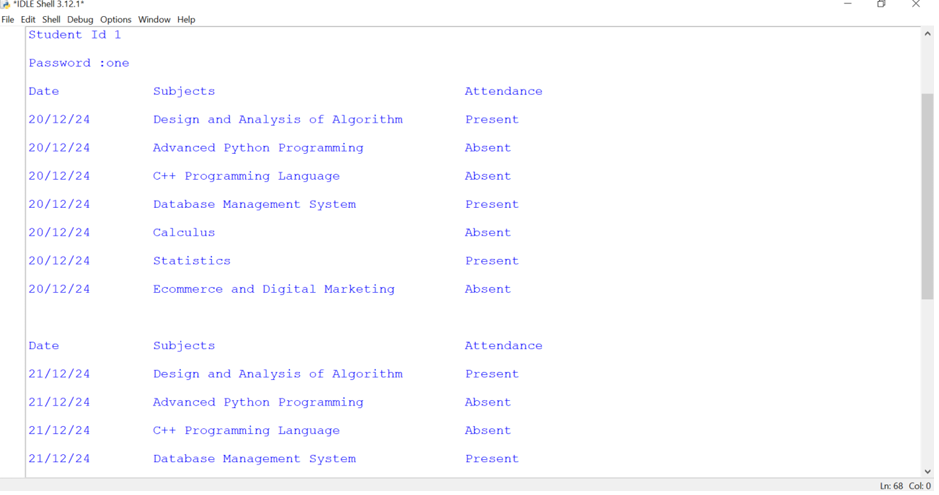 *IDLE Shell 3.12.1*
File Edit Shell Debug Options Window Help
Student Id 1
Password :one
Date Subjects Attendance
20/12/24 Design and Analysis of Algorithm Present
20/12/24 Advanced Python Programming Absent
20/12/24 C++ Programming Language Absent
20/12/24 Database Management System Present
20/12/24 Calculus Absent
20/12/24 Statistics Present
20/12/24 Ecommerce and Digital Marketing Absent
Date Subjects Attendance
21/12/24 Design and Analysis of Algorithm Present
21/12/24 Advanced Python Programming Absent
21/12/24 C++ Programming Language Absent
21/12/24 Database Management System Present
Ln: 68 Col: 0